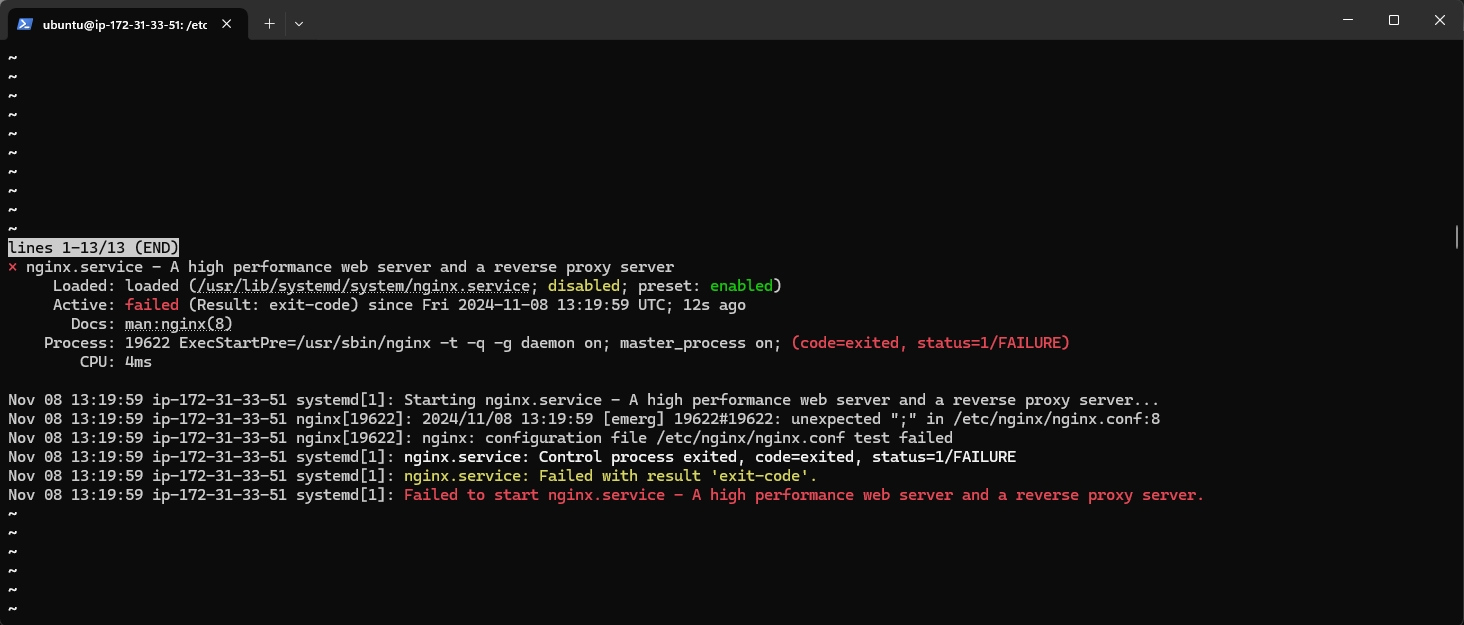 ubuntu@ip-172-31-33-51: /etc
~
~
~
~
~
~
~
~
~
~
lines 1-13/13 (END)
× nginx.service - A high performance web server and a reverse proxy server
Loaded: loaded (/usr/lib/systemd/system/nginx.service; disabled; preset: enabled)
Active: failed (Result: exit-code) since Fri 2024-11-08 13:19:59 UTC; 12s ago
Docs: man:nginx(8)
Process: 19622 ExecStartPre=/usr/sbin/nginx -t -q -g daemon on; master_process on; (code=exited, status=1/FAILURE)
CPU: 4ms
Nov 08 13:19:59 ip-172-31-33-51 systemd[1]: Starting nginx.service - A high performance web server and a reverse proxy server...
Nov 08 13:19:59 ip-172-31-33-51 nginx[19622]: 2024/11/08 13:19:59 [emerg] 19622#19622: unexpected ";" in /etc/nginx/nginx.conf:8
Nov 08 13:19:59 ip-172-31-33-51 nginx[19622]: nginx: configuration file /etc/nginx/nginx.conf test failed
Nov 08 13:19:59 ip-172-31-33-51 systemd[1]: nginx.service: Control process exited, code=exited, status=1/FAILURE
Nov 08 13:19:59 ip-172-31-33-51 systemd[1]: nginx.service: Failed with result 'exit-code'.
Nov 08 13:19:59 ip-172-31-33-51 systemd[1]: Failed to start nginx.service - A high performance web server and a reverse proxy server.
~
~
~
~
~
~